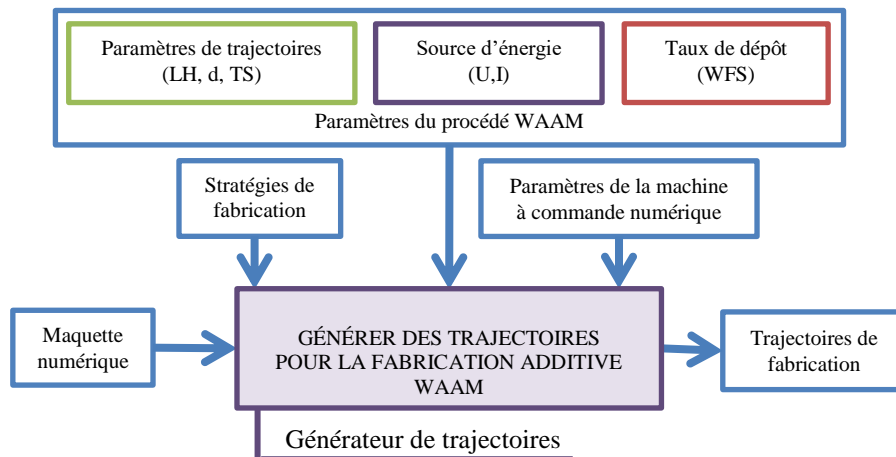 Paramètres de trajectoires
(LH, d, TS)
Source d’énergie
(U,I)
Taux de dépôt
(WFS)
Paramètres du procédé WAAM
Stratégies de
fabrication
Paramètres de la machine
à commande numérique
Maquette
numérique
GÉNÉRER DES TRAJECTOIRES
POUR LA FABRICATION ADDITIVE
WAAM
Trajectoires de
fabrication
Générateur de trajectoires